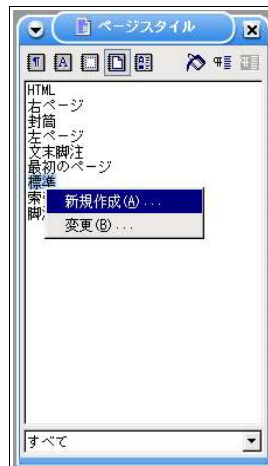 ページスタイル
HTML
右ページ
封筒
左ページ
文末脚注
最初のページ
標準
索
脚
新規作成(A)...
変更(B)...
すべて